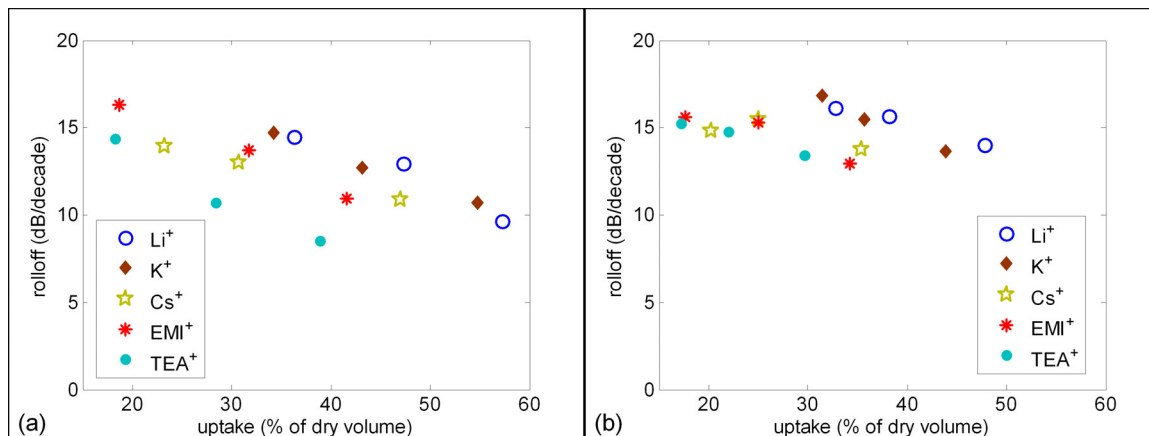 20
15
10
5
0
rolloff (dB/decade)
Li+
K+
Cs+
EMI+
TEA+
20 30 40 50 60
uptake (% of dry volume)
(a)
20
15
10
5
0
rolloff (dB/decade)
Li+
K+
Cs+
EMI+
TEA+
20 30 40 50 60
uptake (% of dry volume)
(b)